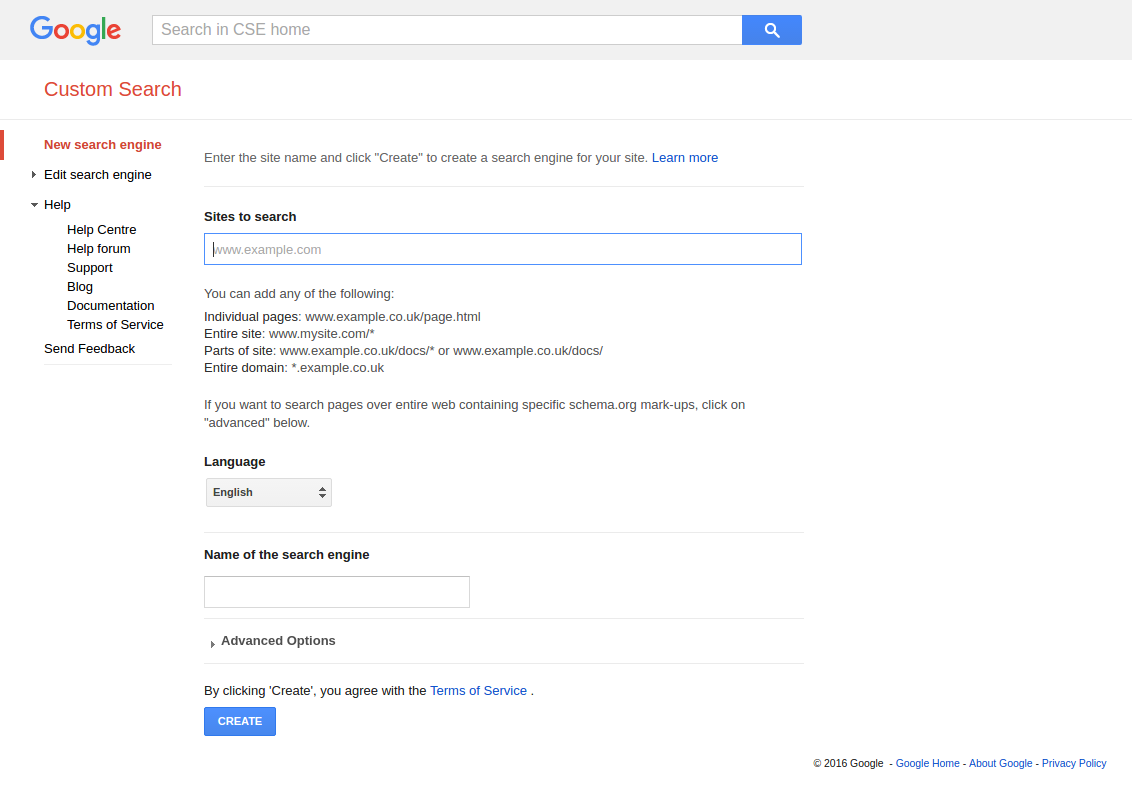 Google
Search in CSE home
Custom Search
New search engine
Edit search engine
Help
Help Centre
Help forum
Support
Blog
Documentation
Terms of Service
Send Feedback
Enter the site name and click "Create" to create a search engine for your site. Learn more
Sites to search
www.example.com
You can add any of the following:
Individual pages: www.example.co.uk/page.html
Entire site: www.mysite.com/*
Parts of site: www.example.co.uk/docs/* or www.example.co.uk/docs/
Entire domain: *.example.co.uk
If you want to search pages over entire web containing specific schema.org mark-ups, click on
"advanced" below.
Language
English
Name of the search engine
Advanced Options
By clicking 'Create', you agree with the Terms of Service .
CREATE
© 2016 Google - Google Home - About Google - Privacy Policy